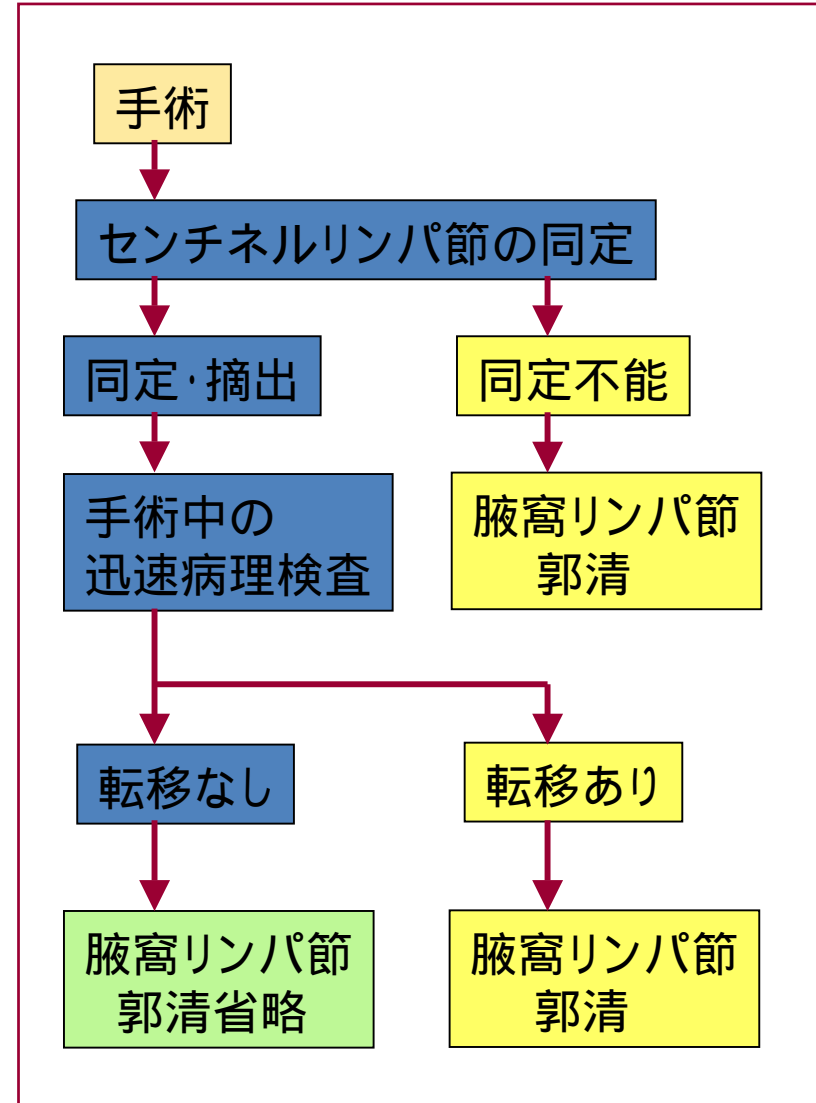 手術
センチネルリンパ節の同定
同定・摘出
同定不能
手術中の
迅速病理検査
腋窩リンパ節
郭清
転移なし
転移あり
腋窩リンパ節
郭清省略
腋窩リンパ節
郭清